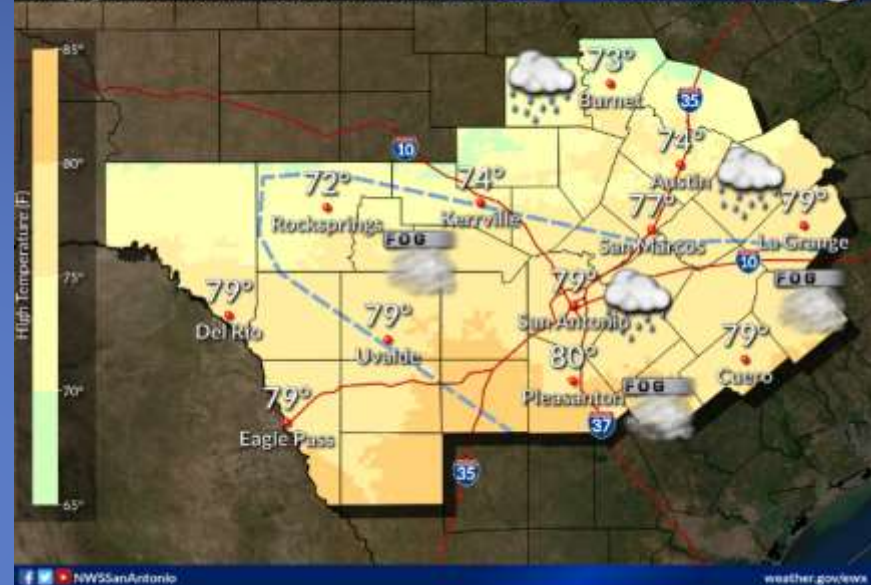 High Temperature (F)
85°
80°
75°
70°
65°
73°
Burnet
35
10
74°
Austin
72°
Rocksprings
74°
Kerrville
77°
San Marcos
79°
La Grange
FOG
10
79°
Del Rio
79°
San Antonio
FOG
79°
Uvalde
80°
Pleasanton
79°
Cuero
FOG
79°
Eagle Pass
37
35
NWSSanAntonio
weather.gov/ewx